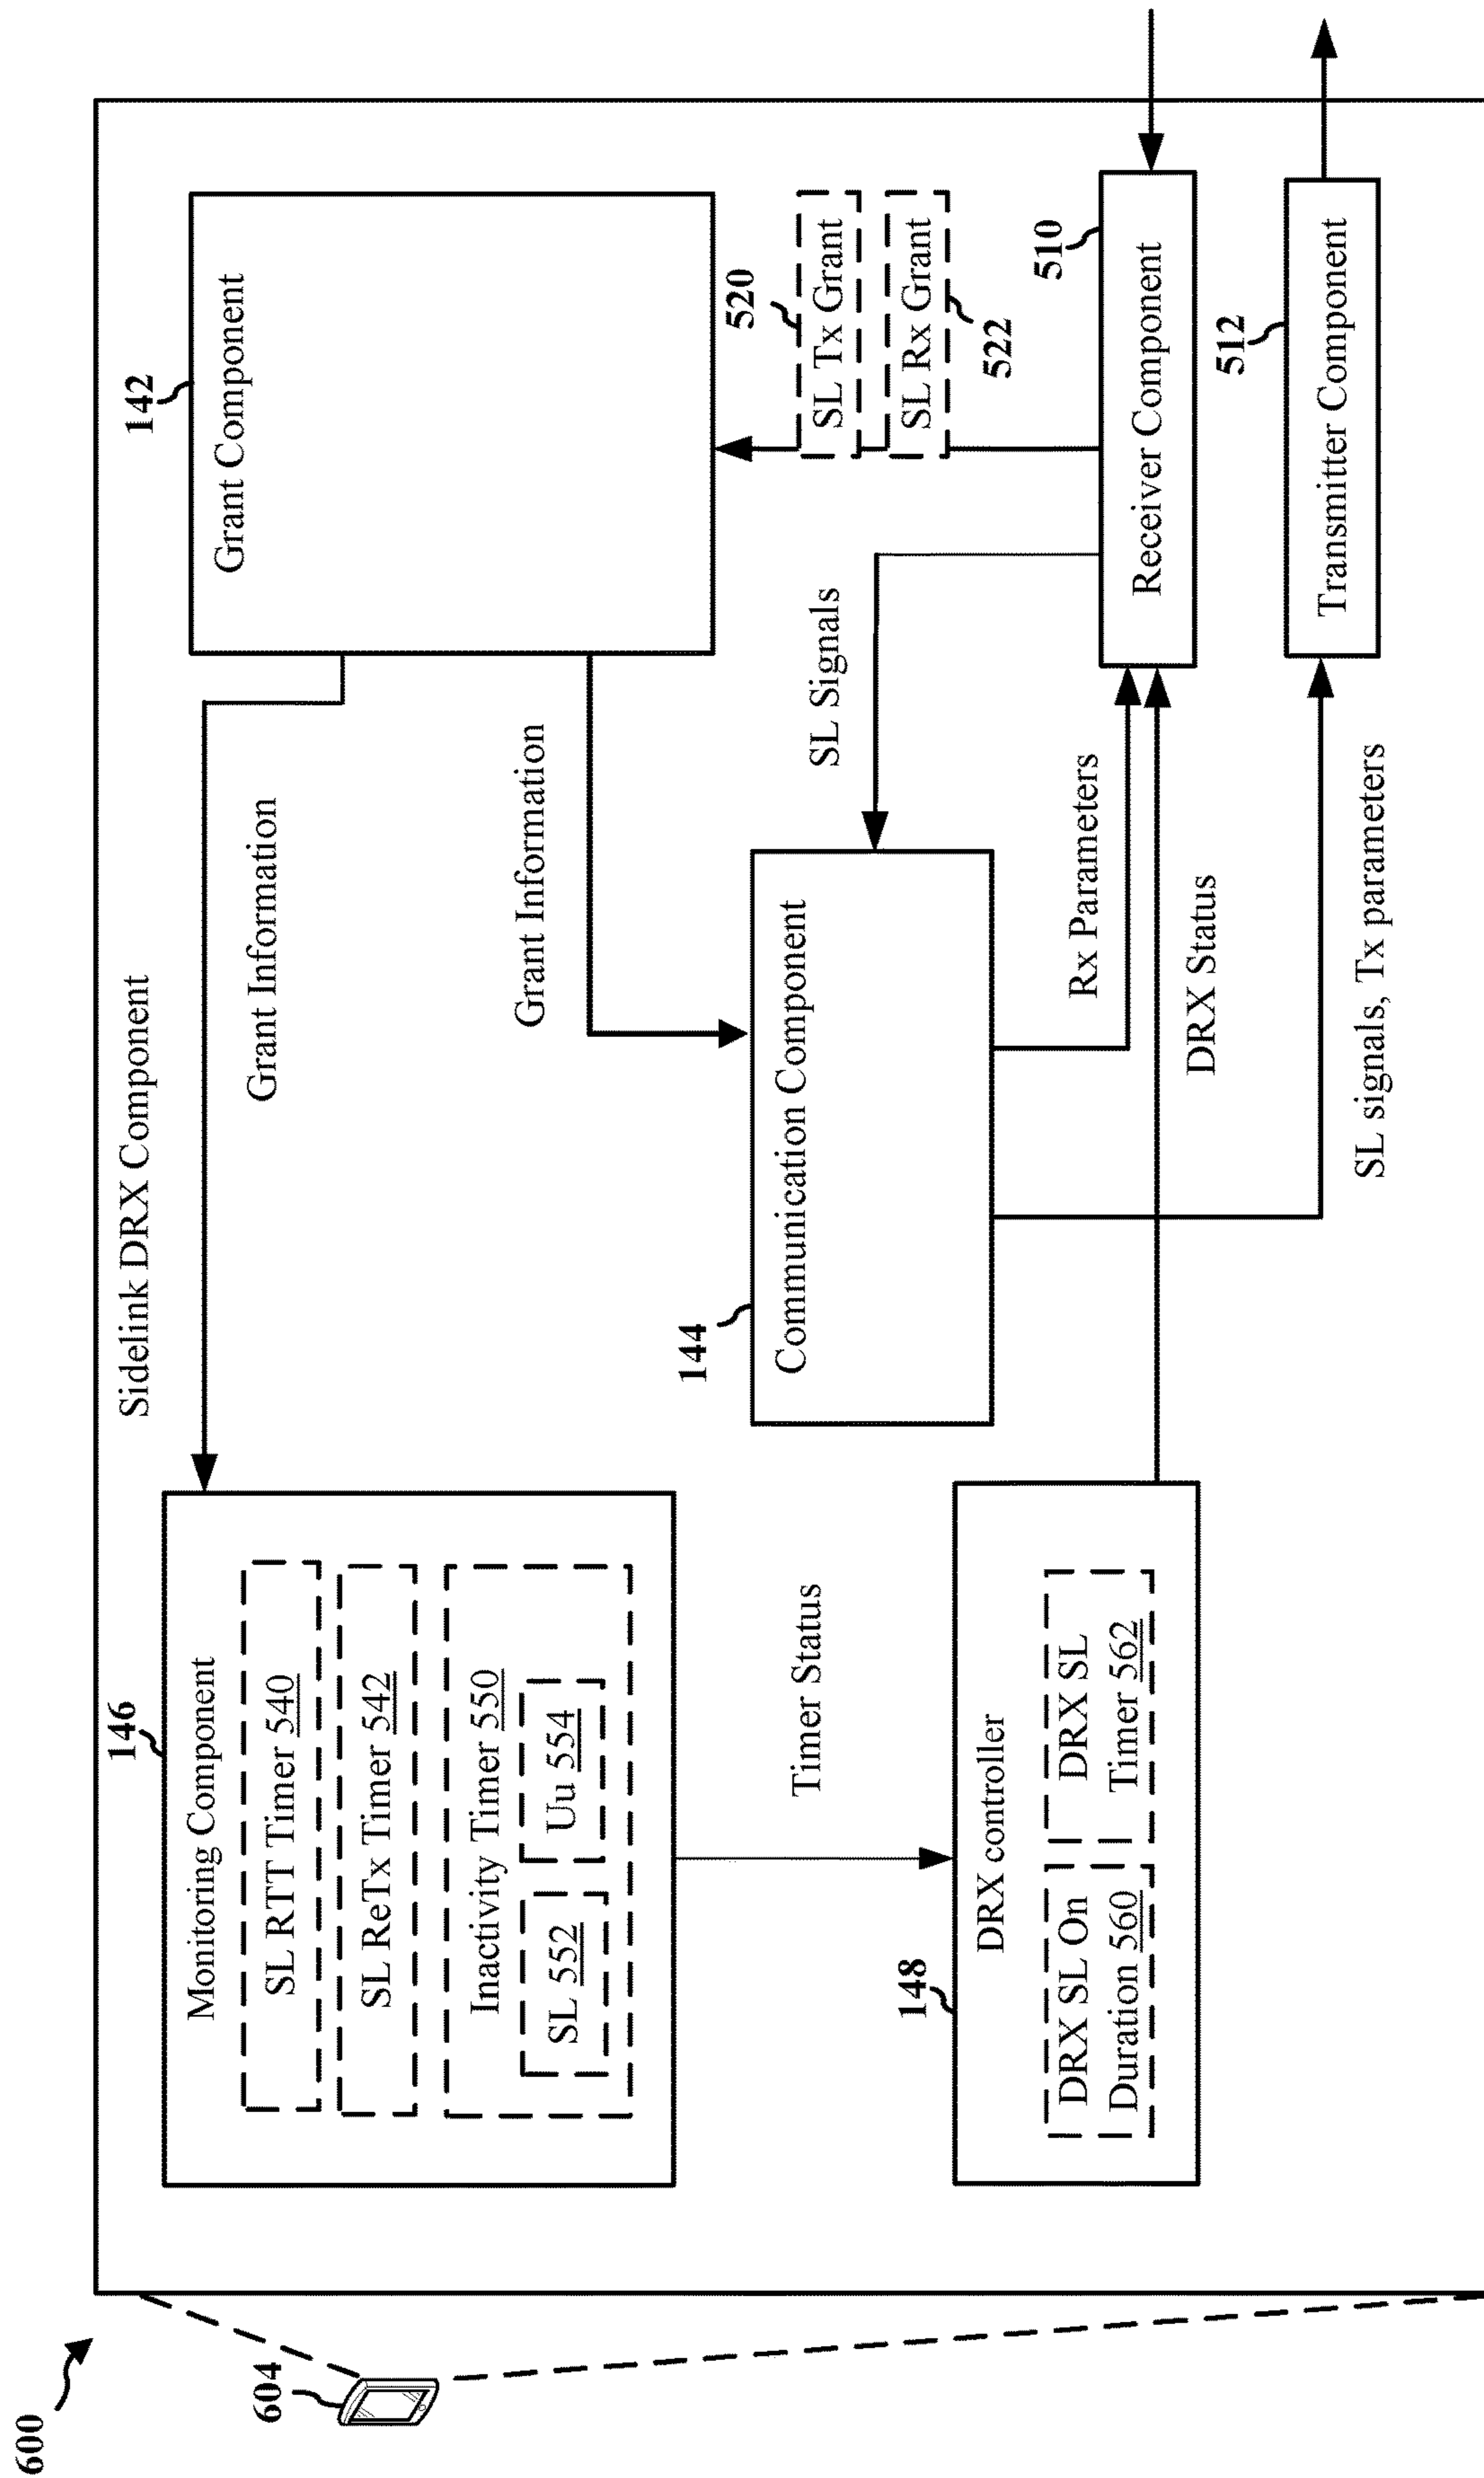 600
604
Sidelink DRX Component
146
Monitoring Component
SL RTT Timer 540
SL ReTx Timer 542
Inactivity Timer 550
SL 552
Uu 554
Grant Information
142
Grant Component
Grant Information
144
Communication Component
SL Signals
520
SL Tx Grant
SL Rx Grant
522
Timer Status
148
DRX controller
DRX SL On
Duration 560
DRX SL
Timer 562
Rx Parameters
DRX Status
510
Receiver Component
512
Transmitter Component
SL signals, Tx parameters